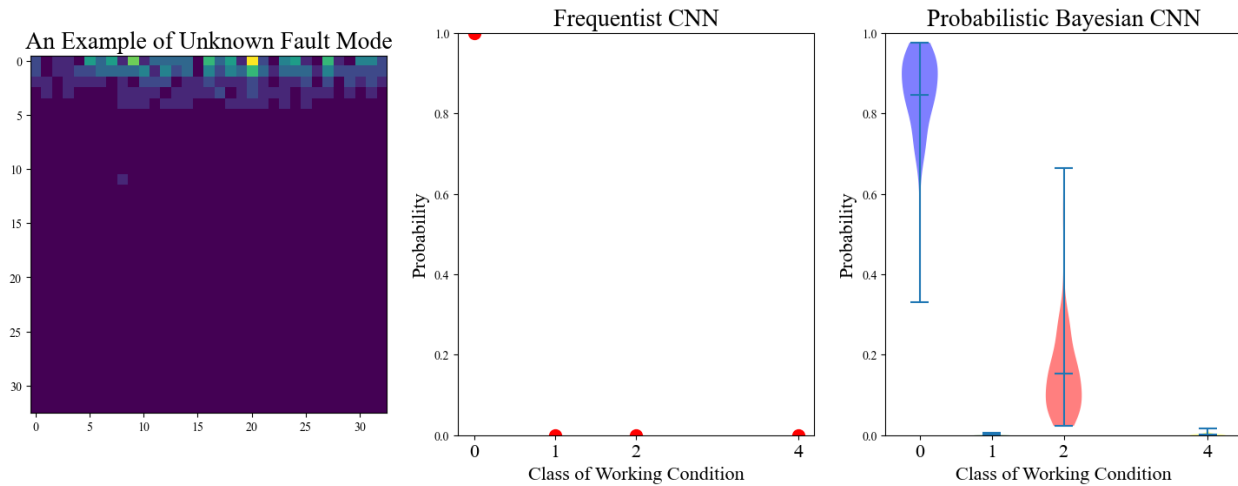 An Example of Unknown Fault Mode
0
5
10
15
20
25
30
0 5 10 15 20 25 30
Frequentist CNN
Probability
1.0
0.8
0.6
0.4
0.2
0.0
0 1 2 4
Class of Working Condition
Probabilistic Bayesian CNN
Probability
1.0
0.8
0.6
0.4
0.2
0.0
0 1 2 4
Class of Working Condition